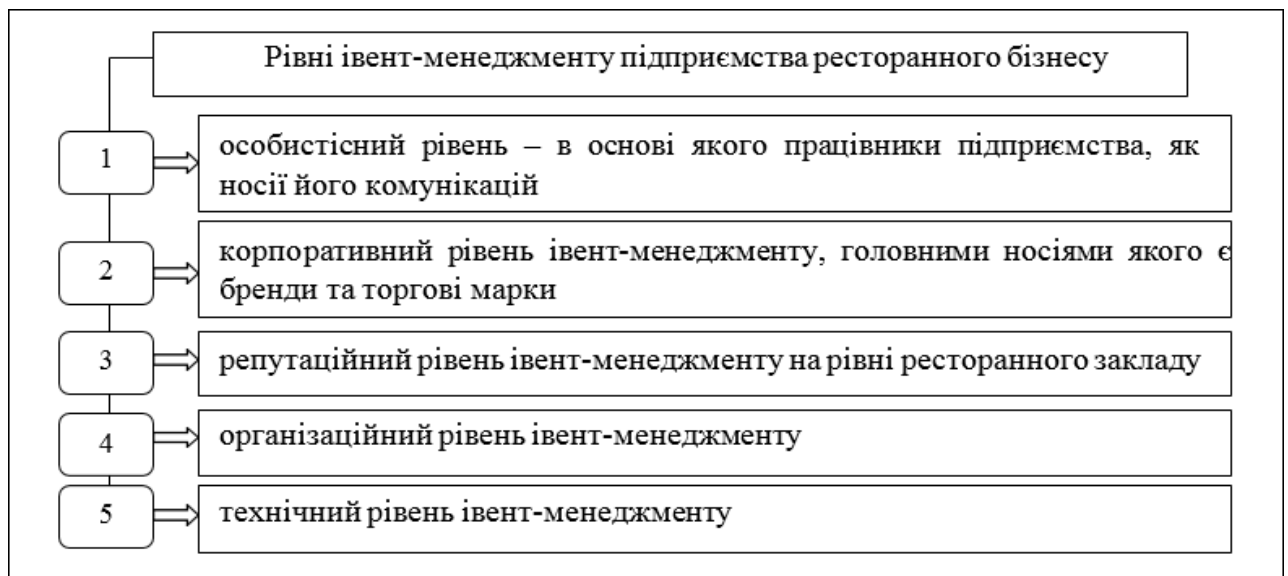 Рівні івент-менеджменту підприємства ресторанного бізнесу
1
особистісний рівень – в основі якого працівники підприємства, як
носії його комунікацій
2
корпоративний рівень івент-менеджменту, головними носіями якого є
бренди та торгові марки
3
репутаційний рівень івент-менеджменту на рівні ресторанного закладу
4
організаційний рівень івент-менеджменту
5
технічний рівень івент-менеджменту